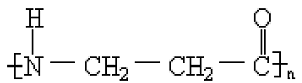 H O
[N — CH₂ — CH₂ — C]ₙ